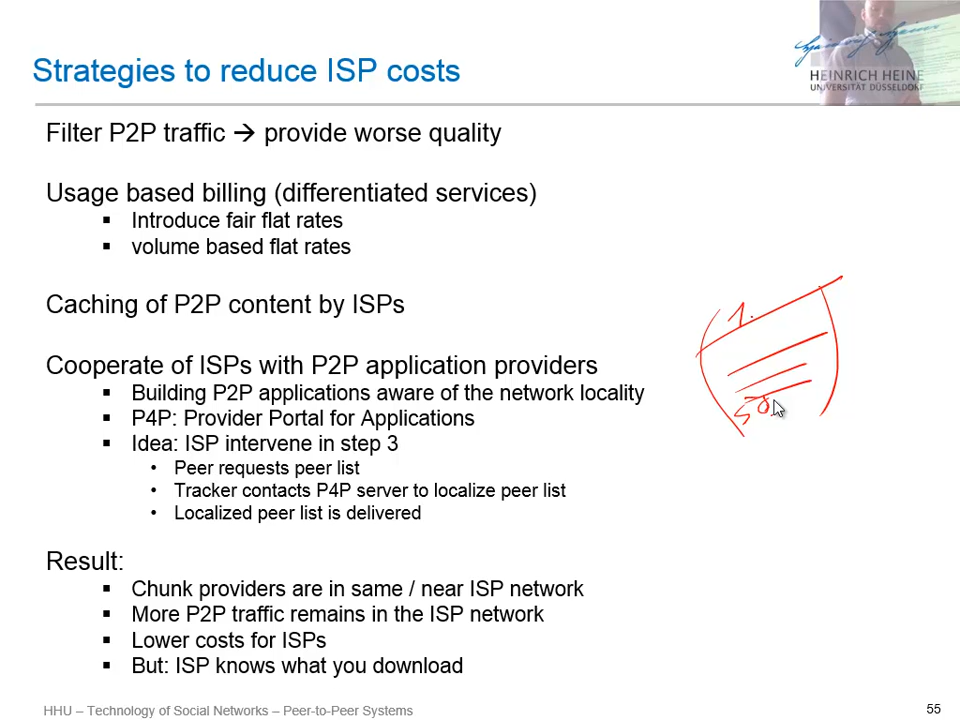 HEINRICH HEINE
UNIVERSITÄT DÜSSELDORF
Strategies to reduce ISP costs
Filter P2P traffic → provide worse quality
Usage based billing (differentiated services)
▪ Introduce fair flat rates
▪ volume based flat rates
Caching of P2P content by ISPs
Cooperate of ISPs with P2P application providers
▪ Building P2P applications aware of the network locality
▪ P4P: Provider Portal for Applications
▪ Idea: ISP intervene in step 3
• Peer requests peer list
• Tracker contacts P4P server to localize peer list
• Localized peer list is delivered
Result:
▪ Chunk providers are in same / near ISP network
▪ More P2P traffic remains in the ISP network
▪ Lower costs for ISPs
▪ But: ISP knows what you download
1.
50
HHU – Technology of Social Networks – Peer-to-Peer Systems
55